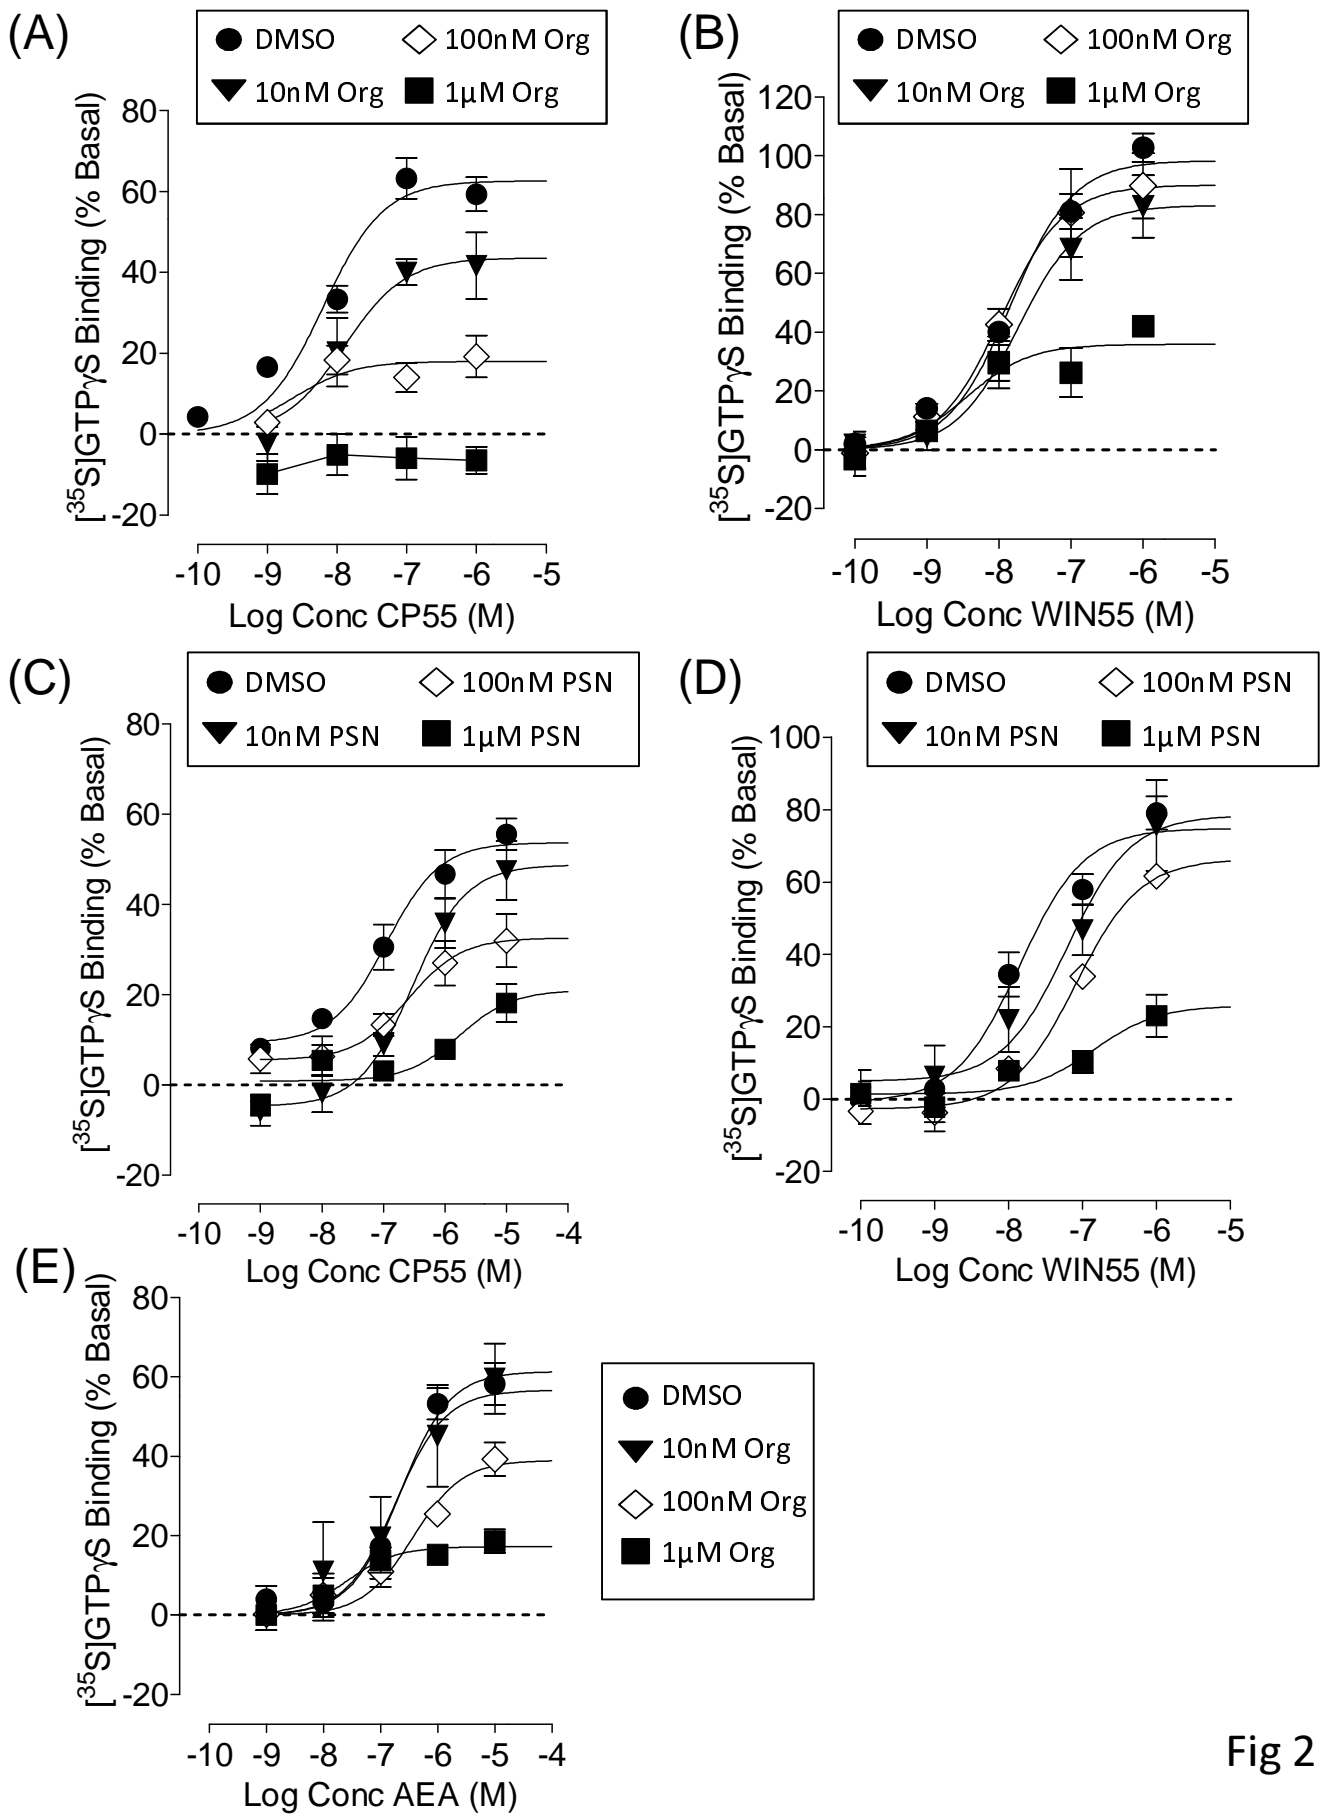 (A)
DMSO 100nM Org
10nM Org 1µM Org
[35S]GTPγS Binding (% Basal)
80
60
40
20
0
-20
-10 -9 -8 -7 -6 -5
Log Conc CP55 (M)
(B)
DMSO 100nM Org
10nM Org 1µM Org
[35S]GTPγS Binding (% Basal)
120
100
80
60
40
20
0
-20
-10 -9 -8 -7 -6 -5
Log Conc WIN55 (M)
(C)
DMSO 100nM PSN
10nM PSN 1µM PSN
[35S]GTPγS Binding (% Basal)
80
60
40
20
0
-20
-10 -9 -8 -7 -6 -5 -4
Log Conc CP55 (M)
(D)
DMSO 100nM PSN
10nM PSN 1µM PSN
[35S]GTPγS Binding (% Basal)
100
80
60
40
20
0
-20
-10 -9 -8 -7 -6 -5
Log Conc WIN55 (M)
(E)
[35S]GTPγS Binding (% Basal)
80
60
40
20
0
-20
-10 -9 -8 -7 -6 -5 -4
Log Conc AEA (M)
DMSO
10nM Org
100nM Org
1µM Org
Fig 2